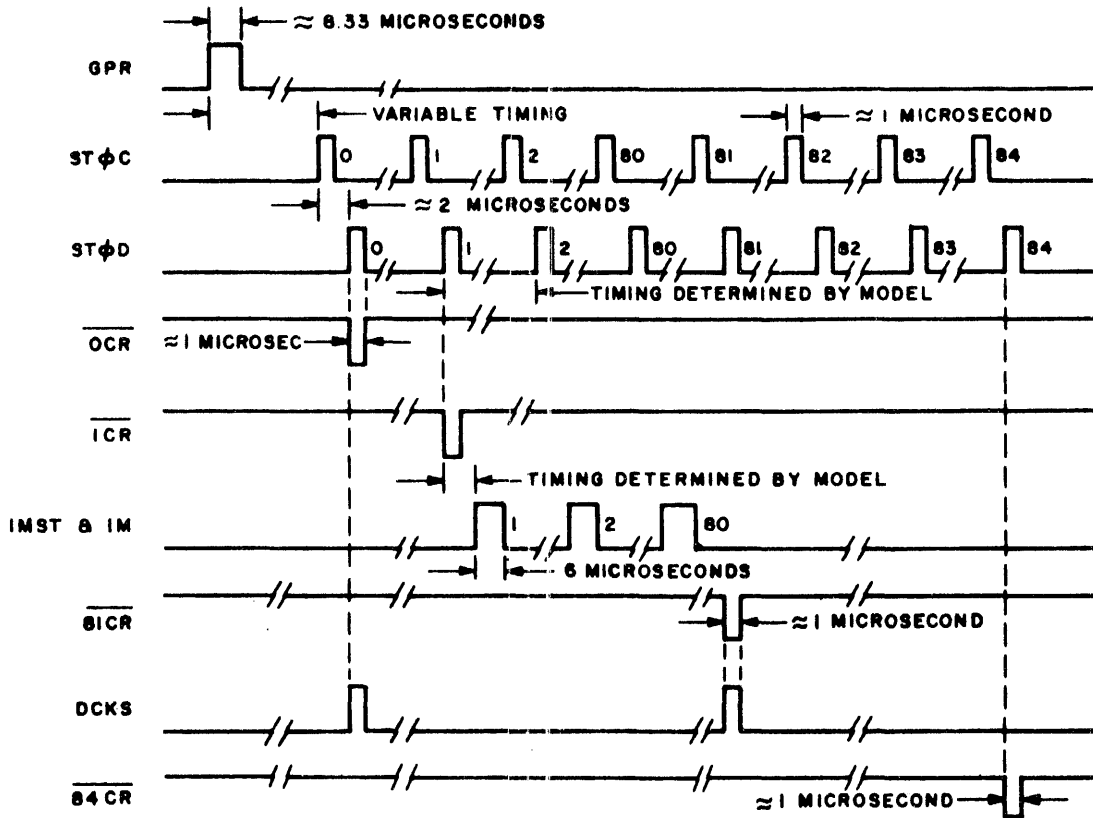 ≈ 8.33 MICROSECONDS
GPR
VARIABLE TIMING
≈ 1 MICROSECOND
STϕC
0 1 2 80 81 82 83 84
≈ 2 MICROSECONDS
STϕD
0 1 2 80 81 82 83 84
TIMING DETERMINED BY MODEL
OCR
≈ 1 MICROSEC
1CR
TIMING DETERMINED BY MODEL
IMST & IM
1 2 80
6 MICROSECONDS
81CR
≈ 1 MICROSECOND
DCKS
84CR
≈ 1 MICROSECOND